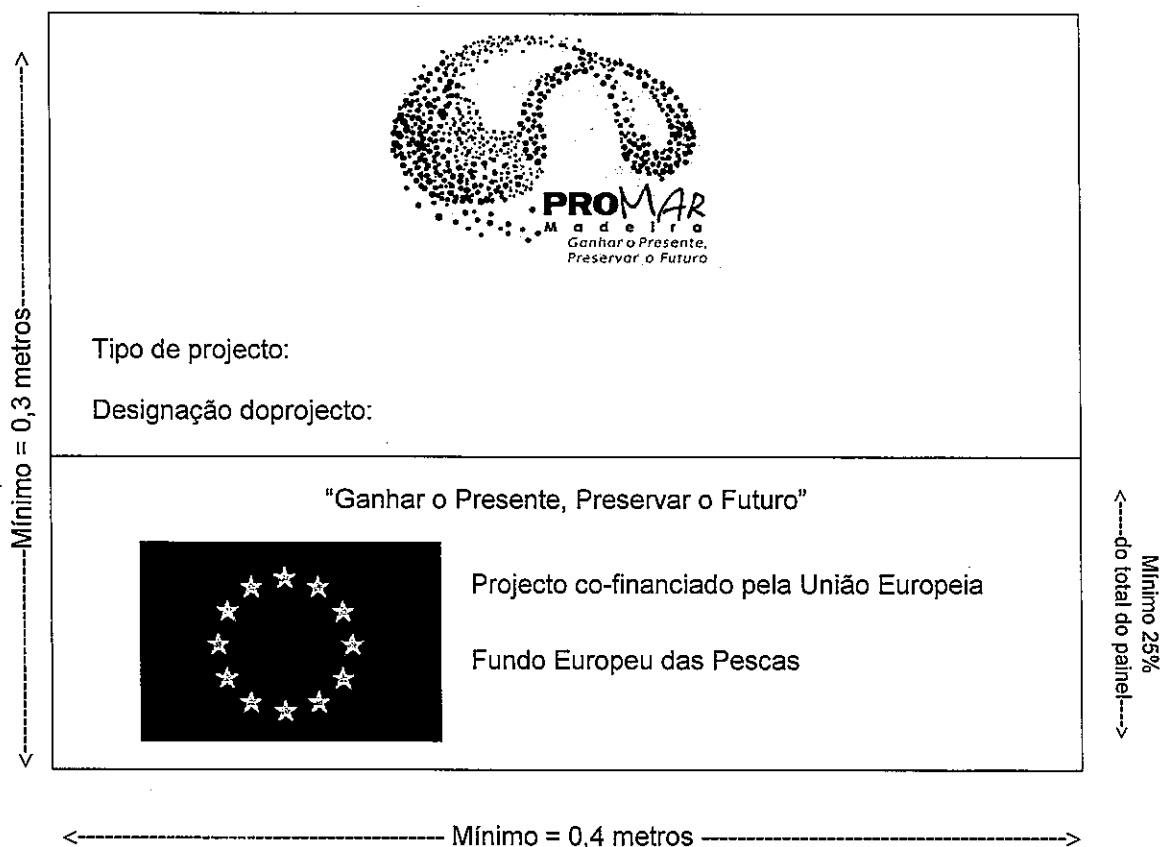 PROMAR
Madeira
Ganhar o Presente,
Preservar o Futuro
Tipo de projecto:
Designação doprojecto:
<-----------Mínimo = 0,3 metros----------->
"Ganhar o Presente, Preservar o Futuro"
Projecto co-financiado pela União Europeia
Fundo Europeu das Pescas
Mínimo 25%
<----do total do painel---->
<----------------------- Mínimo = 0,4 metros ----------------------->